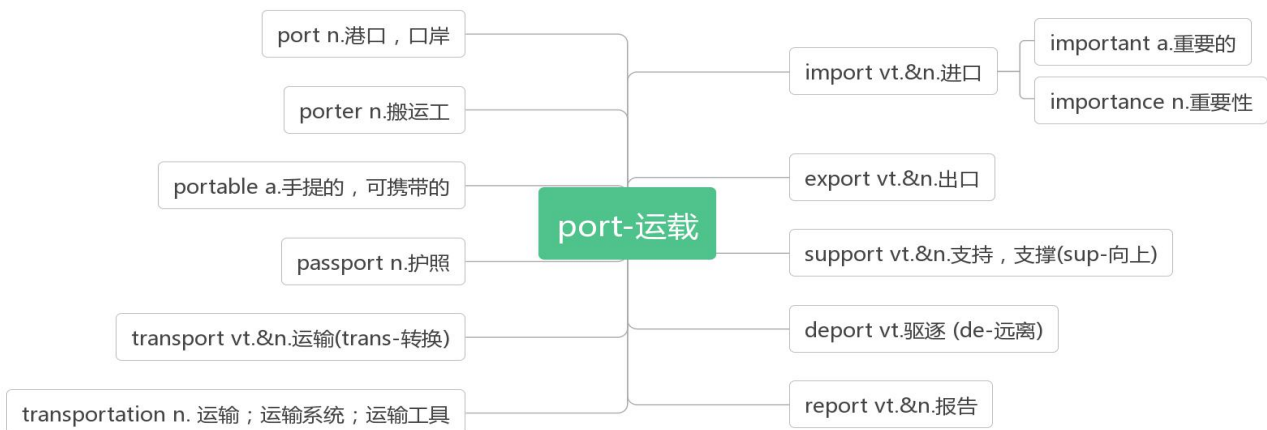 port-运载
port n.港口，口岸
porter n.搬运工
portable a.手提的，可携带的
passport n.护照
transport vt.&n.运输(trans-转换)
transportation n. 运输；运输系统；运输工具
import vt.&n.进口
important a.重要的
importance n.重要性
export vt.&n.出口
support vt.&n.支持，支撑(sup-向上)
deport vt.驱逐 (de-远离)
report vt.&n.报告